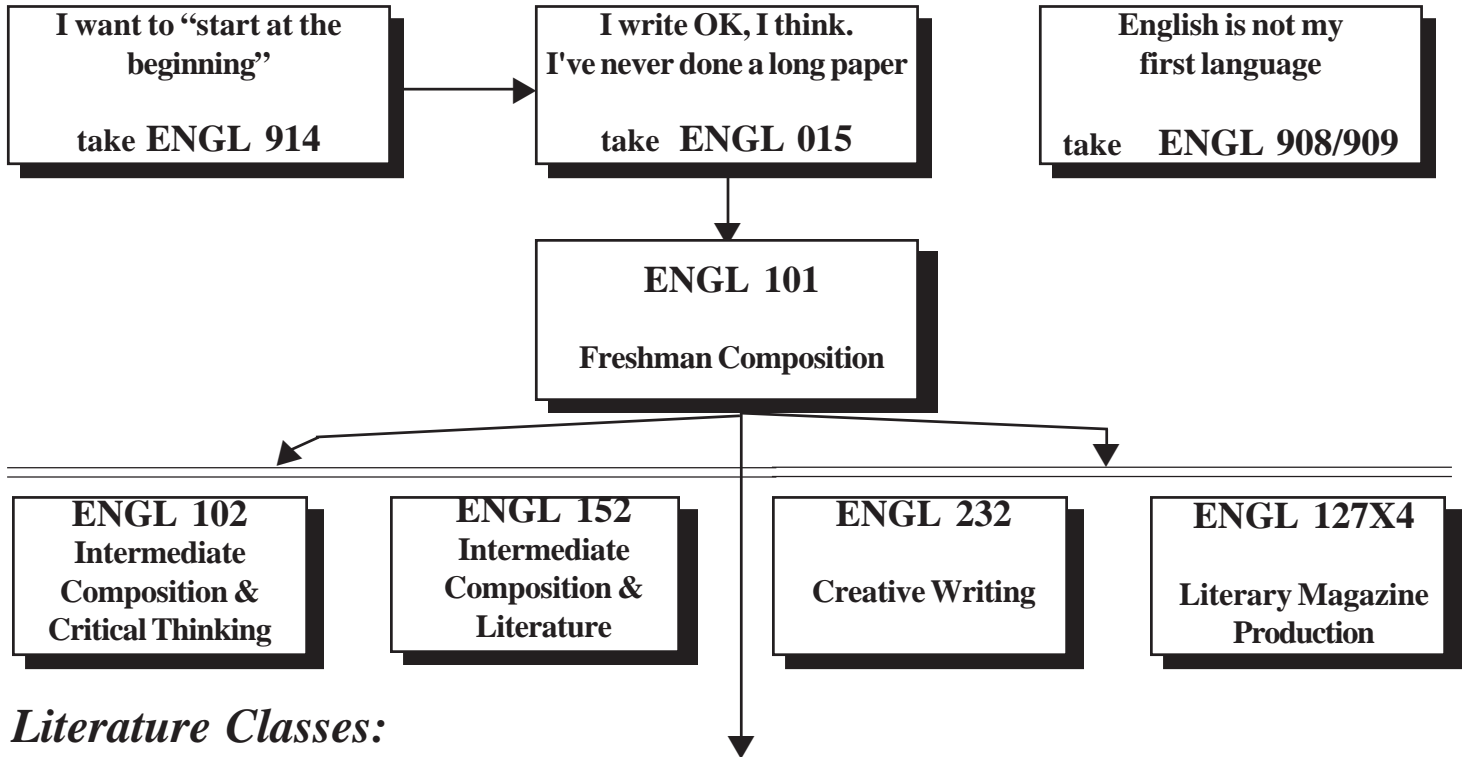 I want to “start at the
beginning”
take ENGL 914
I write OK, I think.
I've never done a long paper
take ENGL 015
English is not my
first language
take ENGL 908/909
ENGL 101
Freshman Composition
ENGL 102
Intermediate
Composition &
Critical Thinking
ENGL 152
Intermediate
Composition &
Literature
ENGL 232
Creative Writing
ENGL 127X4
Literary Magazine
Production
Literature Classes: